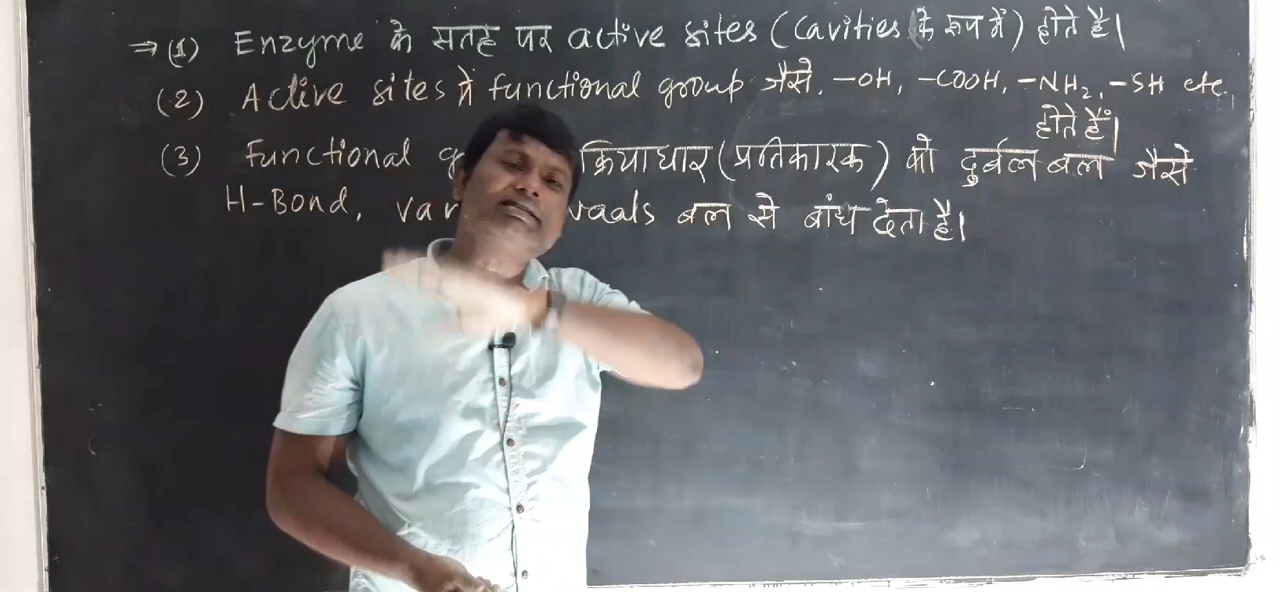 ⇒ (1) Enzyme के सतह पर active sites (Cavities के रूप में) होते हैं।
(2) Active sites में functional group जैसे, -OH, -COOH, -NH₂, -SH etc.
होते हैं।
(3) Functional क्रियाधार (प्रतिकारक) को दुर्बल बल जैसे
H-Bond, vaals बल से बांध देता है।